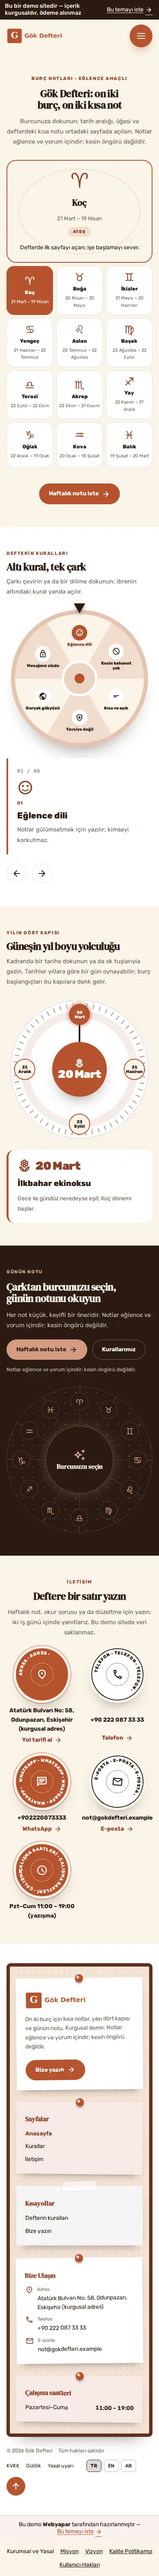 Bu bir demo sitedir — içerik
kurgusaldır, ödeme alınmaz
Bu temayı iste →
G Gök Defteri
BURÇ NOTLARI · EĞLENCE AMAÇLI
Gök Defteri: on iki
burç, on iki kısa not
Burcunuza dokunun; tarih aralığı, ögesi ve
defterdeki kısa notu ortadaki sayfada açılsın. Notlar
eğlence ve yorum içindir; kesin öngörü değildir.
Koç
21 Mart – 19 Nisan
ATEŞ
Defterde ilk sayfayı açan; işe başlamayı sever.
Koç
21 Mart – 19 Nisan
Boğa
20 Nisan – 20
Mayıs
İkizler
21 Mayıs – 20
Haziran
Yengeç
21 Haziran – 22
Temmuz
Aslan
23 Temmuz – 22
Ağustos
Başak
23 Ağustos – 22
Eylül
Terazi
23 Eylül – 22 Ekim
Akrep
23 Ekim – 21 Kasım
Yay
22 Kasım – 21
Aralık
Oğlak
22 Aralık – 19 Ocak
Kova
20 Ocak – 18 Şubat
Balık
19 Şubat – 20 Mart
Haftalık notu iste →
DEFTERİN KURALLARI
Altı kural, tek çark
Çarkı çevirin ya da bir dilime dokunun; ibrenin
altındaki kural yanda açılır.
Eğlence dili
Kesin kehanet
yok
Kısa ve açık
Tavsiye değil
Gerçek gökyüzü
Mesajınız sizde
01 / 06
01
Eğlence dili
Notlar gülümsetmek için yazılır; kimseyi
korkutmaz.
YILIN DÖRT KAPISI
Güneşin yıl boyu yolculuğu
Kadranda bir tarihe dokunun ya da ok tuşlarıyla
gezin. Tarihler yıllara göre bir gün oynar; burç
başlangıçları bu kapılara denk gelir.
20
Mart
21
Aralık
20 Mart
21
Haziran
22
Eylül
20 Mart
İlkbahar ekinoksu
Gece ile gündüz neredeyse eşit; Koç dönemi
başlar.
GÜNÜN NOTU
Çarktan burcunuzu seçin,
günün notunu okuyun
Her not küçük, keyifli bir öneridir. Notlar eğlence ve
yorum içindir; kesin öngörü değildir.
Haftalık notu iste →
Kurallarımız
Notlar eğlence ve yorum içindir; kesin öngörü değildir.
Burcunuzu seçin
İLETİŞİM
Deftere bir satır yazın
Haftalık not, okur sorusu ya da düzeltme için yazın:
iki iş günü içinde yanıtlarız. Bu demo sitede veri
saklanmaz.
Atatürk Bulvarı No: 58,
Odunpazarı, Eskişehir
(kurgusal adres)
Yol tarifi al →
+90 222 087 33 33
Telefon →
+902220873333
WhatsApp →
not@gokdefteri.example
E-posta →
Pzt–Cum 11:00 – 19:00
(yazışma)
G Gök Defteri
On iki burç için kısa notlar, yılın dört kapısı
ve yorumlu defter. Kurgusal demo; Notlar
eğlence ve yorum içindir; kesin öngörü
değildir.
Bize yazın →
Sayfalar
Anasayfa
Kurallar
İletişim
Kısayollar
Defterin kuralları
Bize yazın
Bize Ulaşın
Adres
Atatürk Bulvarı No: 58, Odunpazarı,
Eskişehir (kurgusal adres)
Telefon
+90 222 087 33 33
E-posta
not@gokdefteri.example
Çalışma saatleri
Pazartesi–Cuma 11:00 – 19:00
© 2026 Gök Defteri Tüm hakları saklıdır.
KVKK Gizlilik Yasal uyarı TR EN AR
Bu demo Webyapar tarafından hazırlanmıştır —
Bu temayı iste →
Kurumsal ve Yasal Misyon Vizyon Kalite Politikamız
Kullanıcı Hakları